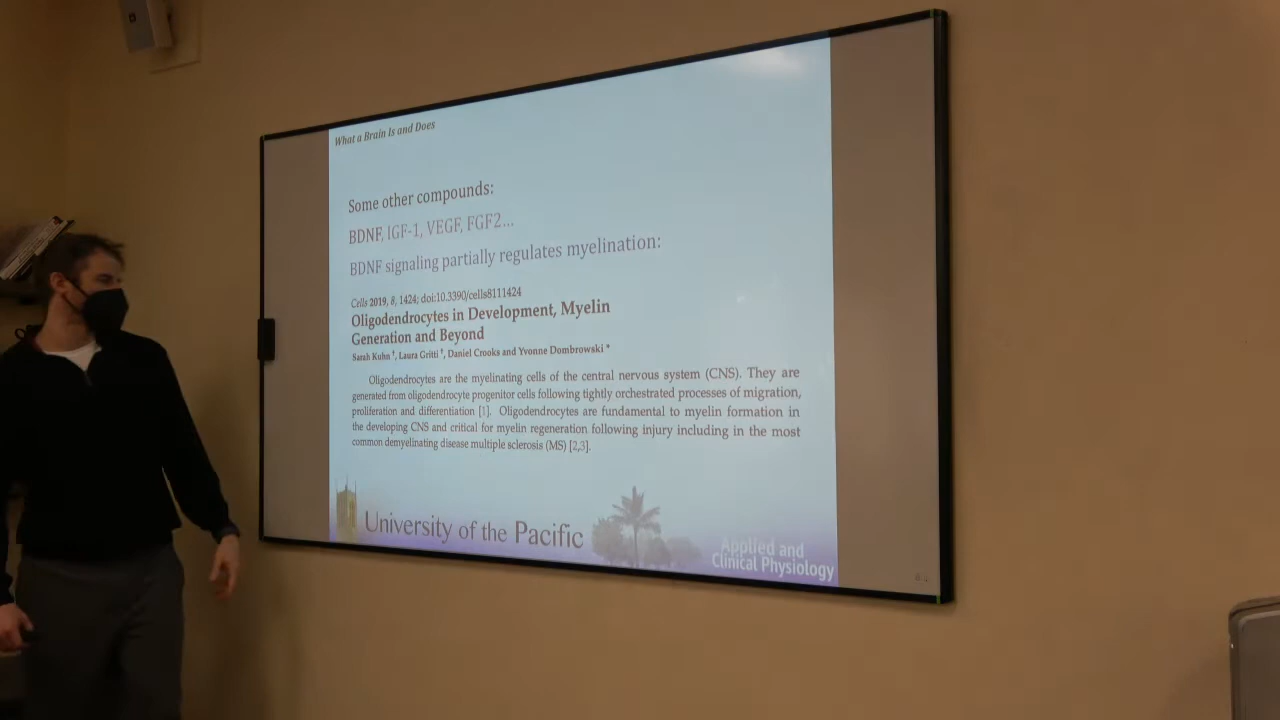 What a Brain Is and Does
Some other compounds:
BDNF, IGF-1, VEGF, FGF2...
BDNF signaling partially regulates myelination:
Cells 2019, 8, 1424; doi:10.3390/cells8111424
Oligodendrocytes in Development, Myelin
Generation and Beyond
Sarah Kuhn †, Laura Gritti †, Daniel Crooks and Yvonne Dombrowski *
Oligodendrocytes are the myelinating cells of the central nervous system (CNS). They are
generated from oligodendrocyte progenitor cells following tightly orchestrated processes of migration,
proliferation and differentiation [1]. Oligodendrocytes are fundamental to myelin formation in
the developing CNS and critical for myelin regeneration following injury including in the most
common demyelinating disease multiple sclerosis (MS) [2,3].
University of the Pacific
Applied and
Clinical Physiology